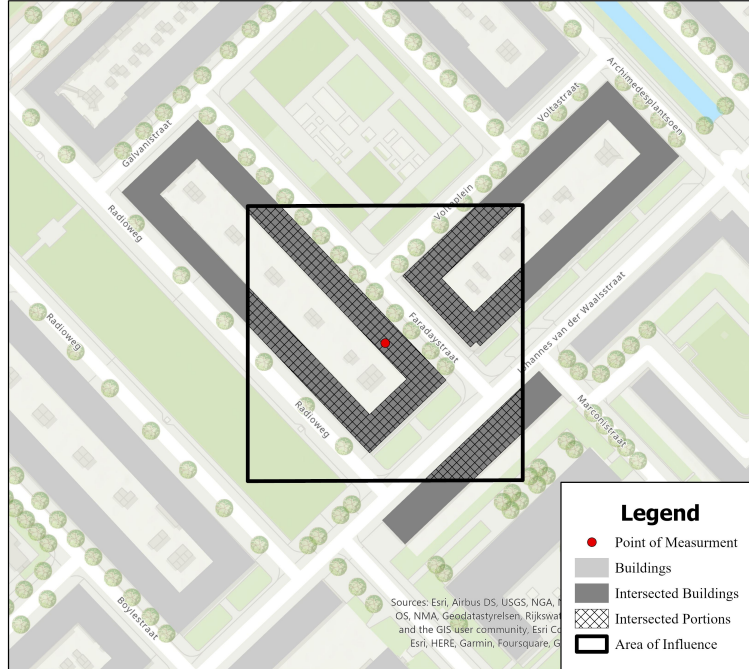 Archimedesplantsoen
Voltastraat
Galvanistraat
Voltaplein
Radioweg
Johannes van der Waalsstraat
Radioweg
Faradaystraat
Radioweg
Marconistraat
Boylestraat
Sources: Esri, Airbus DS, USGS, NGA,
OS, NMA, Geodatastyrelsen,
and the GIS user community, Esri
Esri, HERE, Garmin, Foursquare,
Legend
Point of Measurment
Buildings
Intersected Buildings
Intersected Portions
Area of Influence